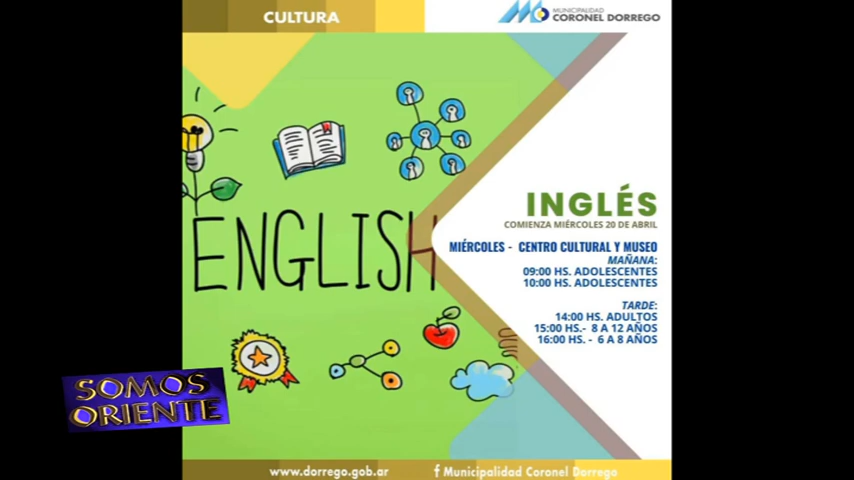 CULTURA
MUNICIPALIDAD
CORONEL DORREGO
ENGLISH
INGLÉS
COMIENZA MIÉRCOLES 20 DE ABRIL
MIÉRCOLES - CENTRO CULTURAL Y MUSEO
MAÑANA:
09:00 HS. ADOLESCENTES
10:00 HS. ADOLESCENTES
TARDE:
14:00 HS. ADULTOS
15:00 HS.- 8 A 12 AÑOS
16:00 HS. - 6 A 8 AÑOS
SOMOS
ORIENTE
www.dorrego.gob.ar
f Municipalidad Coronel Dorrego